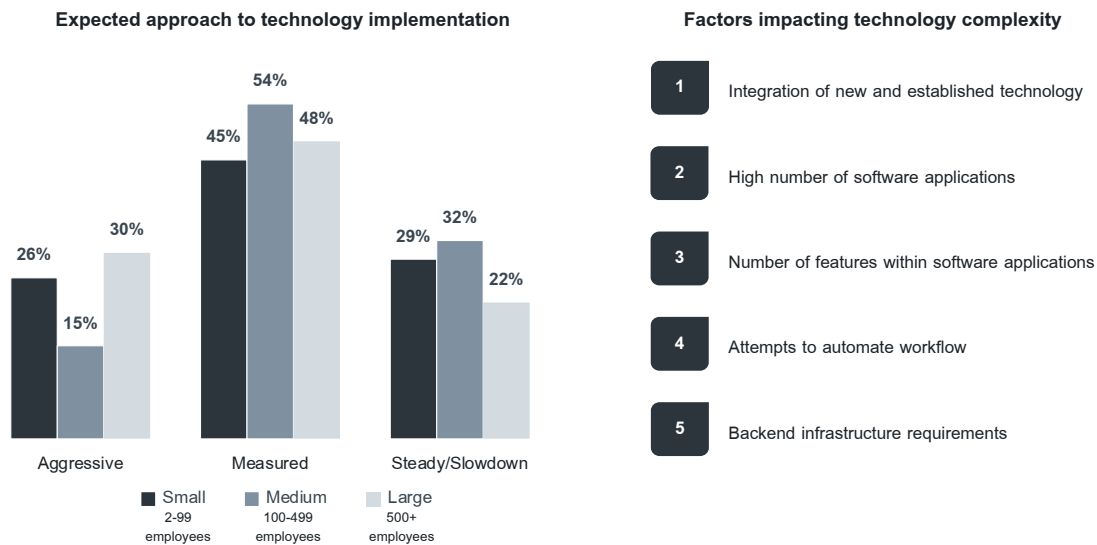 Expected approach to technology implementation
54%
48%
45%
32%
30%
29%
26%
22%
15%
Aggressive
Measured
Steady/Slowdown
Small
2-99
employees
Medium
100-499
employees
Large
500+
employees
Factors impacting technology complexity
1
Integration of new and established technology
2
High number of software applications
3
Number of features within software applications
4
Attempts to automate workflow
5
Backend infrastructure requirements